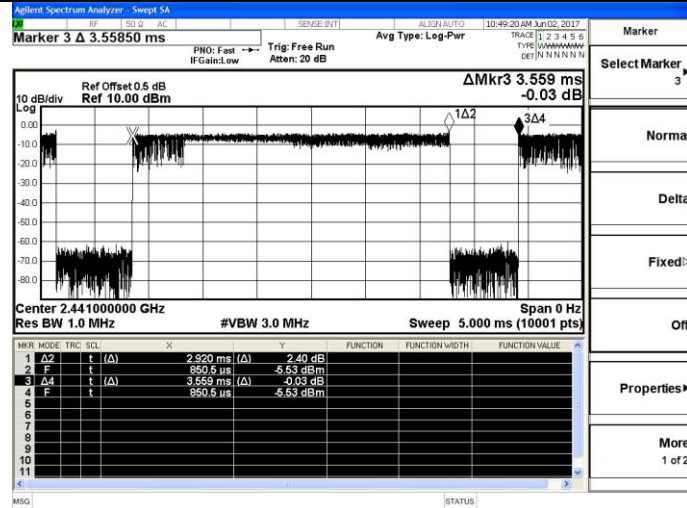 Agilent Spectrum Analyzer - Swept SA
LXI RF 50 Ω AC SENSE:INT ALIGN AUTO 10:49:20 AM Jun 02, 2017
Marker 3 Δ 3.55850 ms
PNO: Fast
IFGain:Low
Trig: Free Run
Atten: 20 dB
Avg Type: Log-Pwr
TRACE 1 2 3 4 5 6
TYPE WWWWWW
DET N N N N N N
ΔMkr3 3.559 ms
-0.03 dB
Ref Offset 0.5 dB
10 dB/div Ref 10.00 dBm
Log
0.00
-10.0
-20.0
-30.0
-40.0
-50.0
-60.0
-70.0
-80.0
1Δ2
3Δ4
X
Center 2.441000000 GHz Span 0 Hz
Res BW 1.0 MHz #VBW 3.0 MHz Sweep 5.000 ms (10001 pts)
MKR MODE TRC SCL X Y FUNCTION FUNCTION WIDTH FUNCTION VALUE
1 Δ2 t (Δ) 2.920 ms (Δ) 2.40 dB
2 F t 850.5 µs -5.53 dBm
3 Δ4 t (Δ) 3.559 ms (Δ) -0.03 dB
4 F t 850.5 µs -5.53 dBm
5
6
7
8
9
10
11
MSG STATUS
Marker
Select Marker
3
Norma
Delta
Fixed
Of
Properties
More
1 of 2